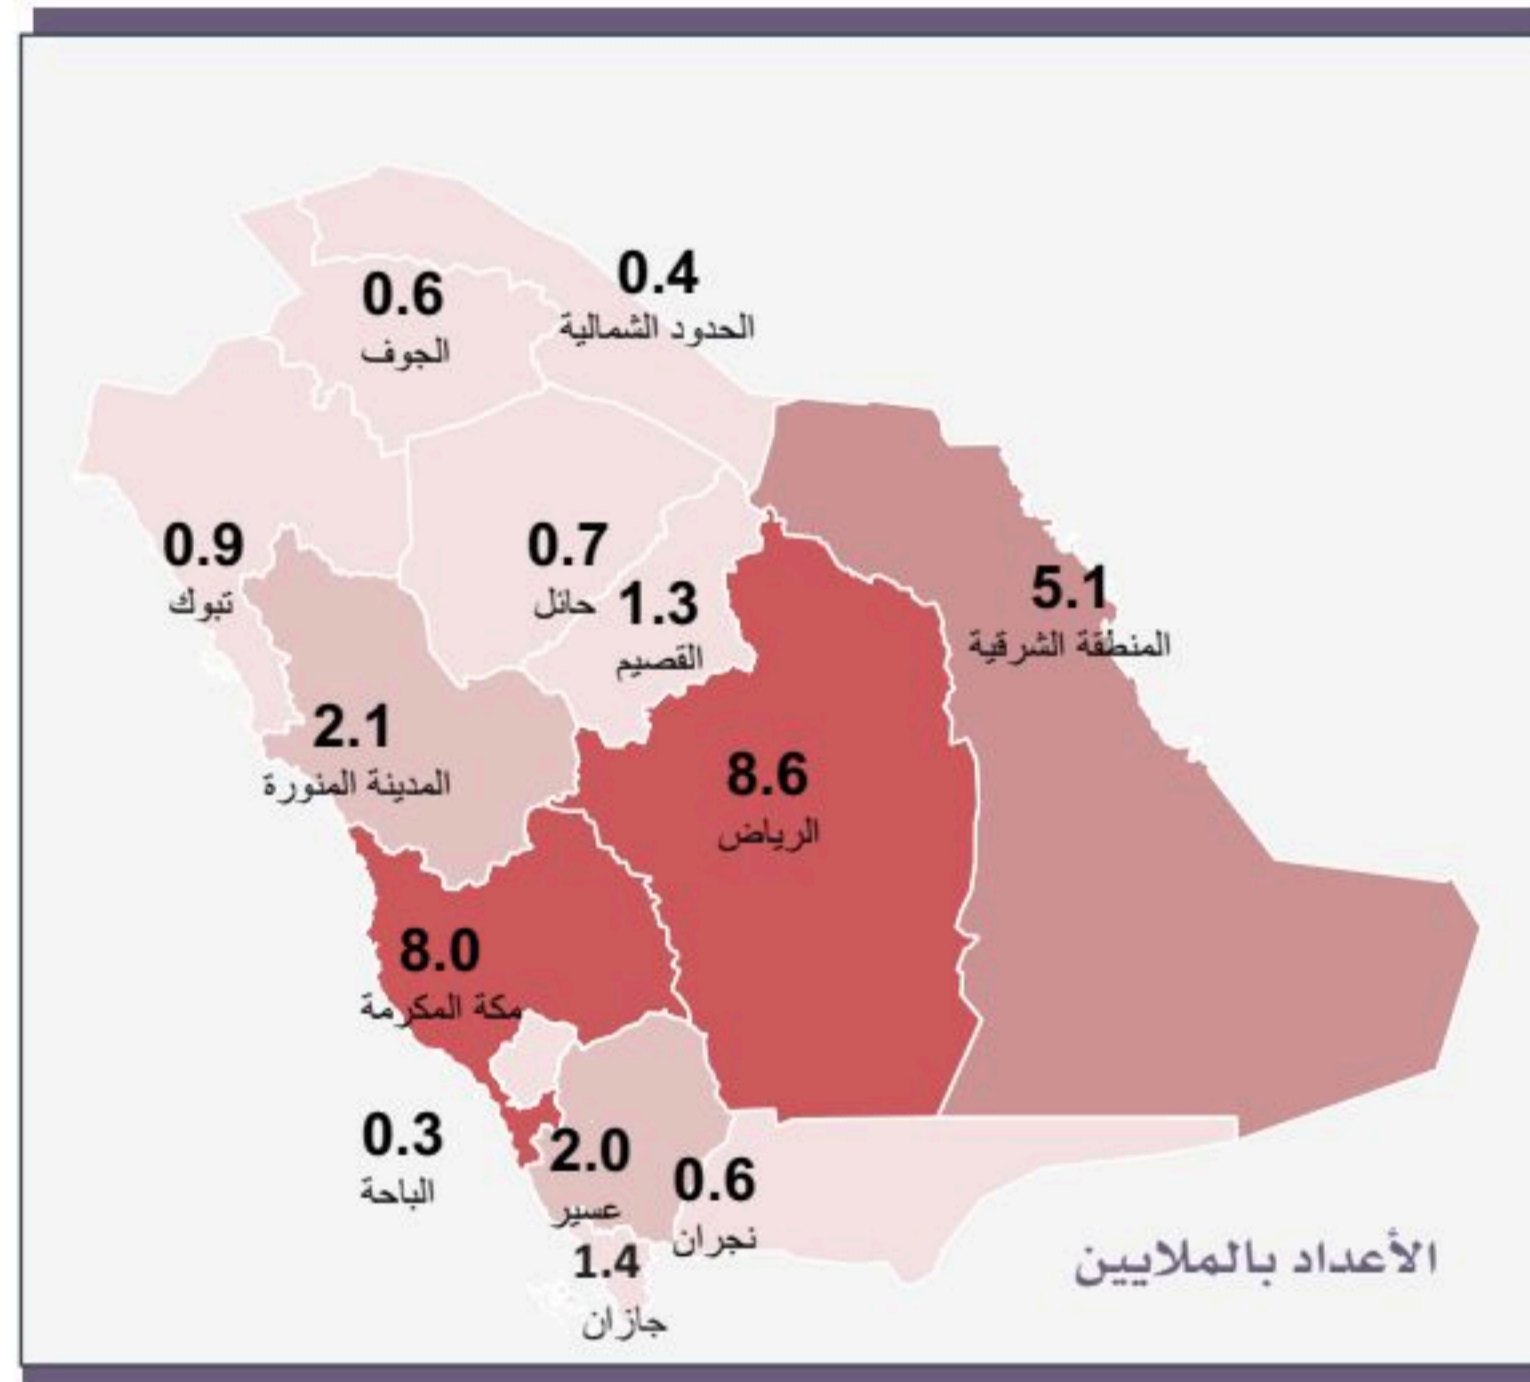 0.4
الحدود الشمالية
0.6
الجوف
0.9
تبوك
0.7
حائل
1.3
القصيم
5.1
المنطقة الشرقية
2.1
المدينة المنورة
8.6
الرياض
8.0
مكة المكرمة
0.3
الباحة
2.0
عسير
0.6
نجران
1.4
جازان
الأعداد بالملايين